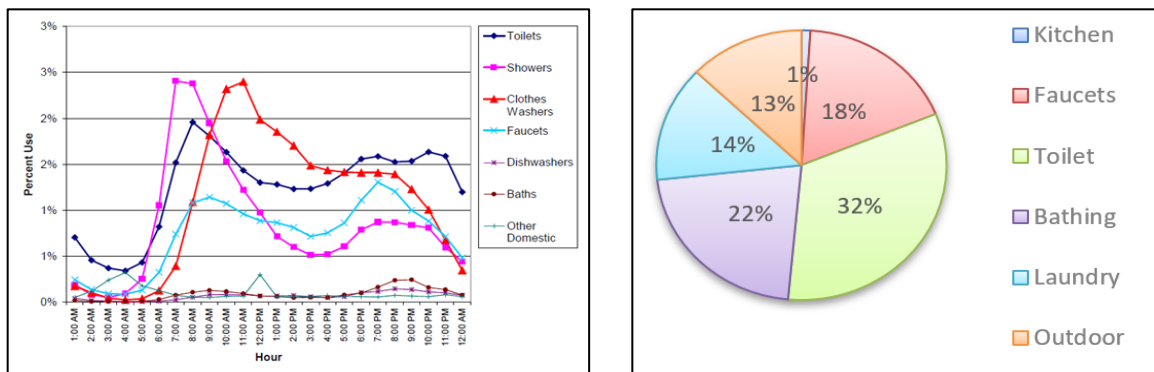 3%
3%
2%
2%
1%
1%
0%
Percent Use
1:00 AM
2:00 AM
3:00 AM
4:00 AM
5:00 AM
6:00 AM
7:00 AM
8:00 AM
9:00 AM
10:00 AM
11:00 AM
12:00 PM
1:00 PM
2:00 PM
3:00 PM
4:00 PM
5:00 PM
6:00 PM
7:00 PM
8:00 PM
9:00 PM
10:00 PM
11:00 PM
12:00 AM
Hour
Toilets
Showers
Clothes
Washers
Faucets
Dishwashers
Baths
Other
Domestic
1%
18%
32%
22%
14%
13%
Kitchen
Faucets
Toilet
Bathing
Laundry
Outdoor